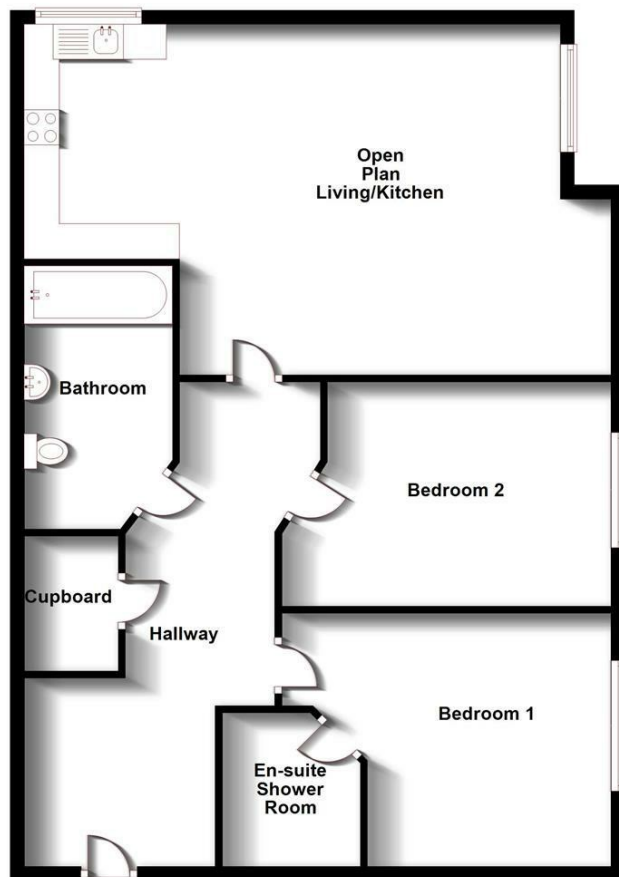 Open
Plan
Living/Kitchen
Bathroom
Bedroom 2
Cupboard
Hallway
Bedroom 1
En-suite
Shower
Room